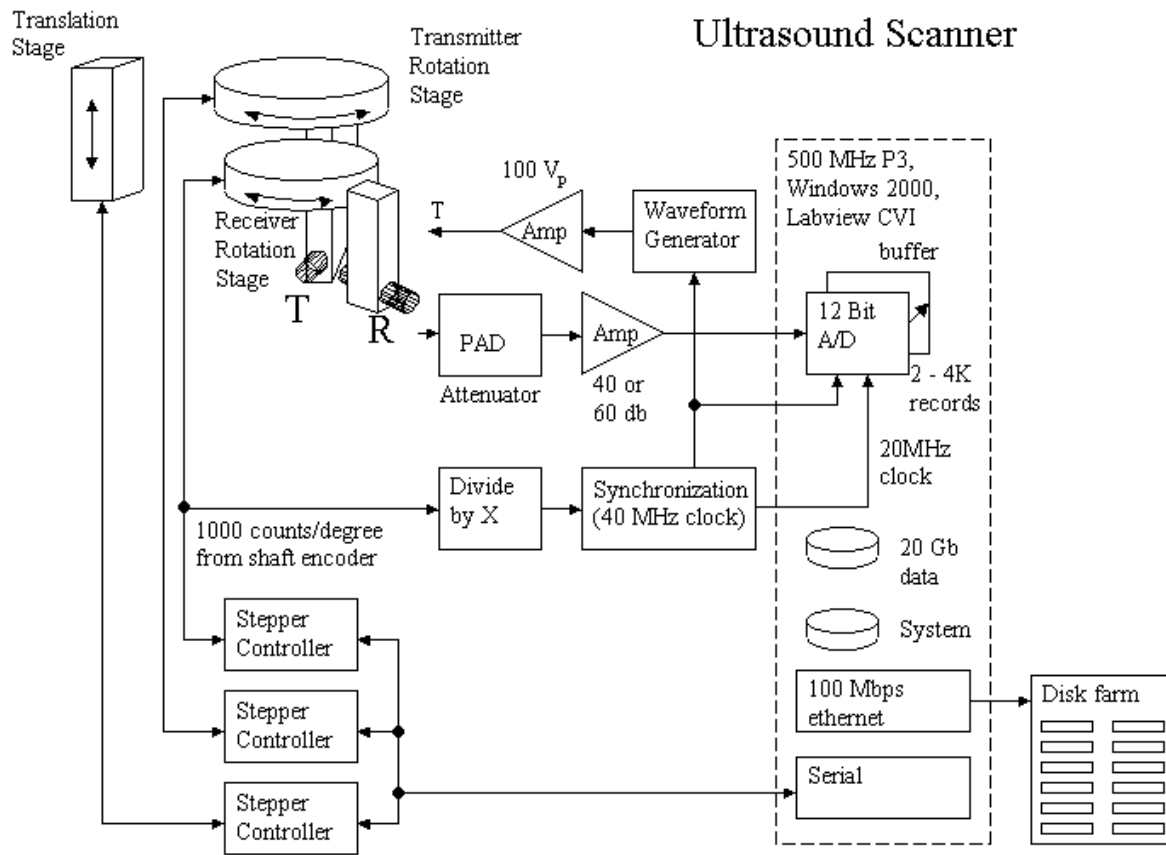 Ultrasound Scanner
Translation
Stage
Transmitter
Rotation
Stage
Receiver
Rotation
Stage
T
R
T
100 Vp
Amp
Waveform
Generator
PAD
Attenuator
Amp
40 or
60 db
500 MHz P3,
Windows 2000,
Labview CVI
buffer
12 Bit
A/D
2 - 4K
records
20MHz
clock
Divide
by X
Synchronization
(40 MHz clock)
1000 counts/degree
from shaft encoder
20 Gb
data
System
Stepper
Controller
Stepper
Controller
Stepper
Controller
100 Mbps
ethernet
Serial
Disk farm